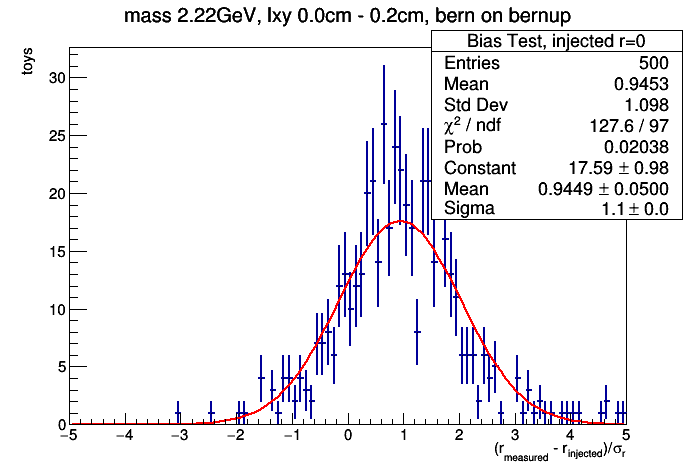 mass 2.22GeV, lxy 0.0cm - 0.2cm, bern on bernup
Bias Test, injected r=0
Entries 500
Mean 0.9453
Std Dev 1.098
χ² / ndf 127.6 / 97
Prob 0.02038
Constant 17.59 ± 0.98
Mean 0.9449 ± 0.0500
Sigma 1.1 ± 0.0
toys
30
25
20
15
10
5
0
−5 −4 −3 −2 −1 0 1 2 3 4 5
(r_measured - r_injected)/σ_r